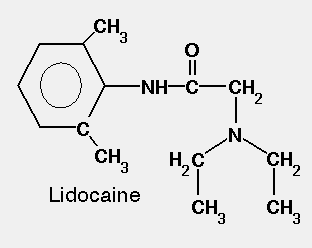 CH3
O
NH C CH2
C
N
CH3 H2C CH2
Lidocaine
CH3 CH3